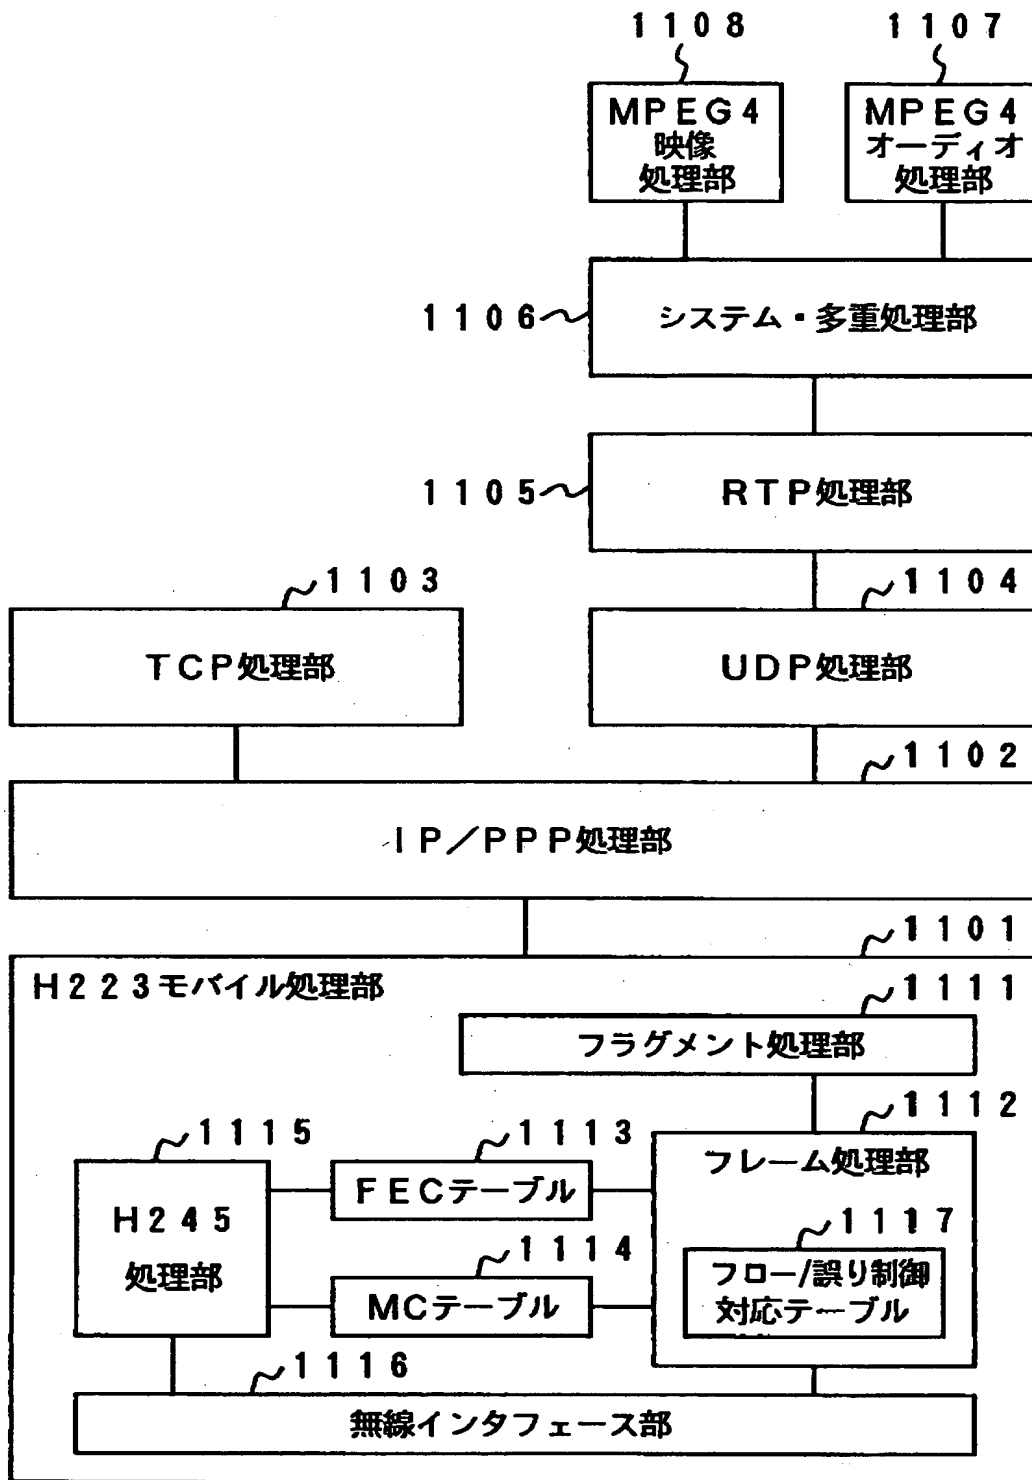 1108
1107
MPEG4
映像
処理部
MPEG4
オーディオ
処理部
1106
システム・多重処理部
1105
RTP処理部
1103
1104
TCP処理部
UDP処理部
1102
IP/PPP処理部
1101
H223モバイル処理部
1111
フラグメント処理部
1112
フレーム処理部
1115
1113
H245
処理部
FECテーブル
1117
1114
フロー/誤り制御
対応テーブル
MCテーブル
1116
無線インタフェース部